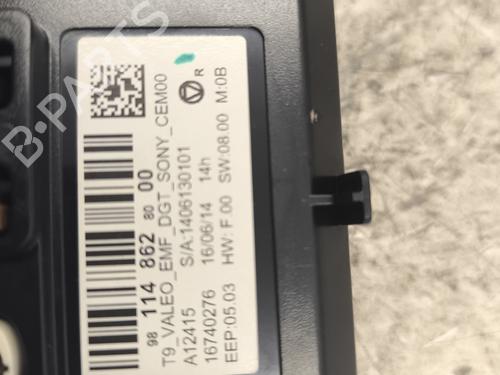 R
98 114 862 80 00
T9_VALEO_EMF_DGT_SONY_CEM00
A12415 S/A:1406130101
16740276 16/06/14 14h
EEP:05.03 HW: F.00 SW:08.00 M:0B
B-PARTS